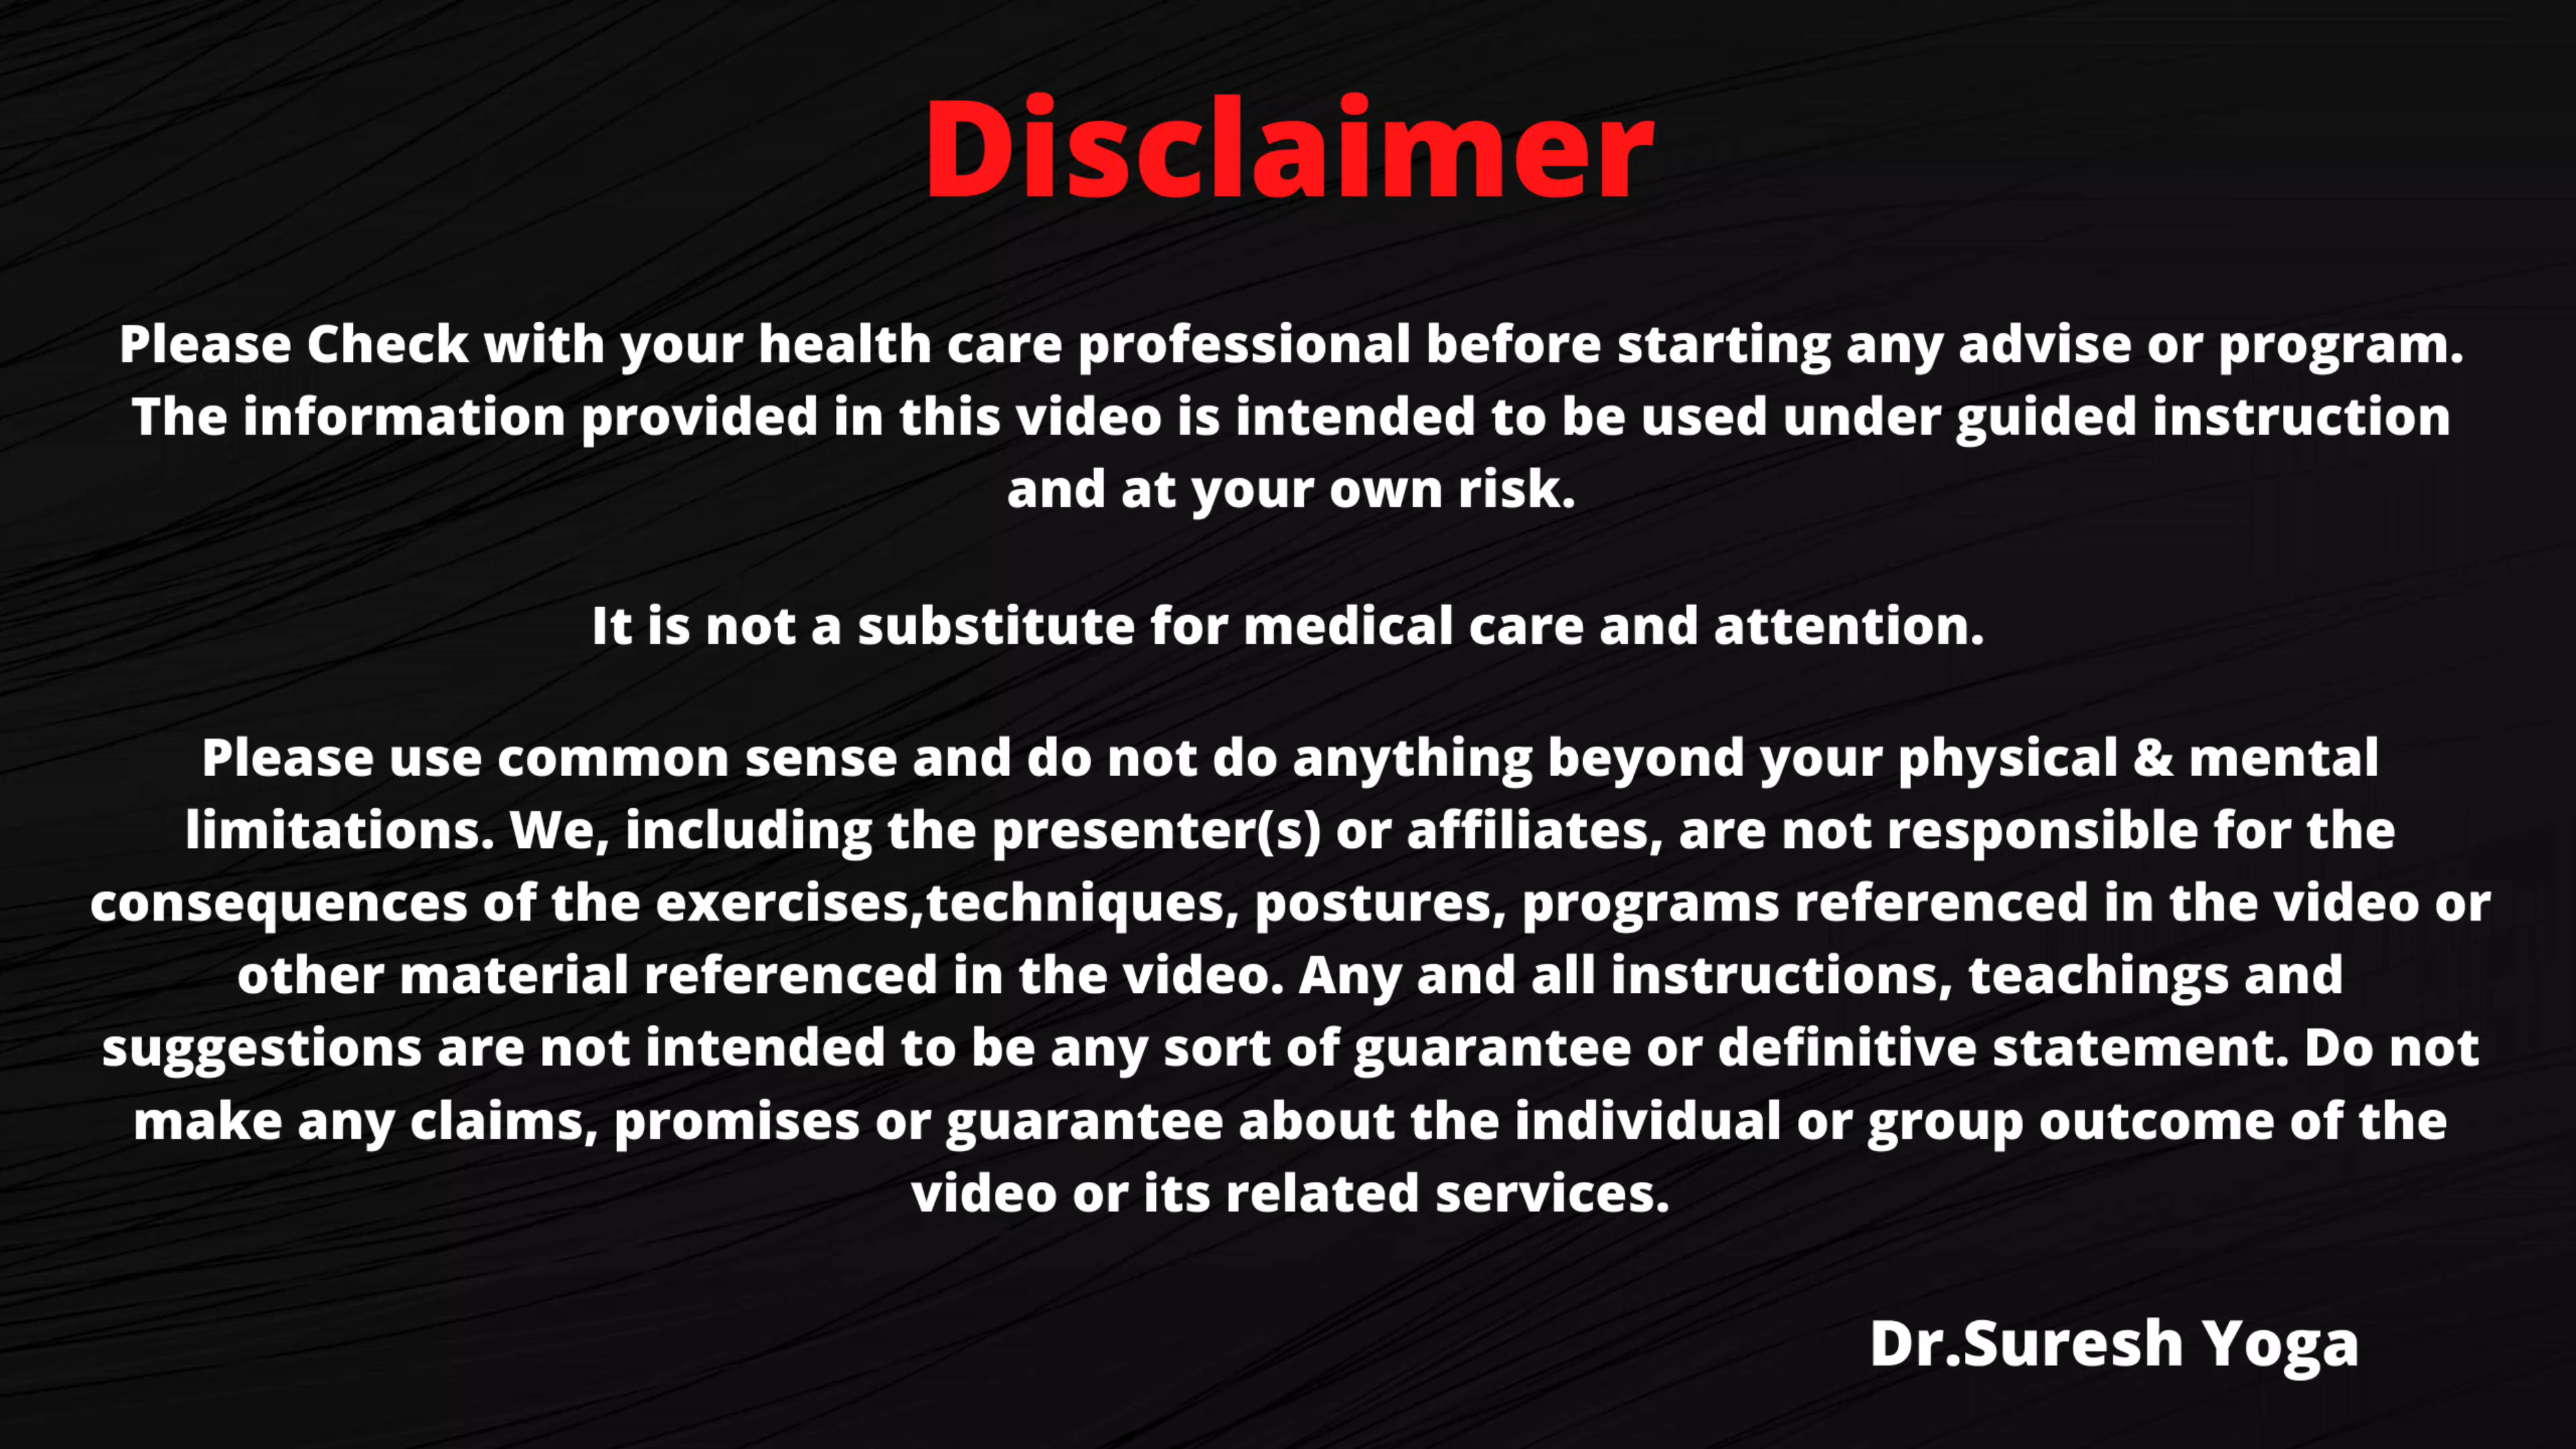 Disclaimer
Please Check with your health care professional before starting any advise or program.
The information provided in this video is intended to be used under guided instruction
and at your own risk.
It is not a substitute for medical care and attention.
Please use common sense and do not do anything beyond your physical & mental
limitations. We, including the presenter(s) or affiliates, are not responsible for the
consequences of the exercises,techniques, postures, programs referenced in the video or
other material referenced in the video. Any and all instructions, teachings and
suggestions are not intended to be any sort of guarantee or definitive statement. Do not
make any claims, promises or guarantee about the individual or group outcome of the
video or its related services.
Dr.Suresh Yoga